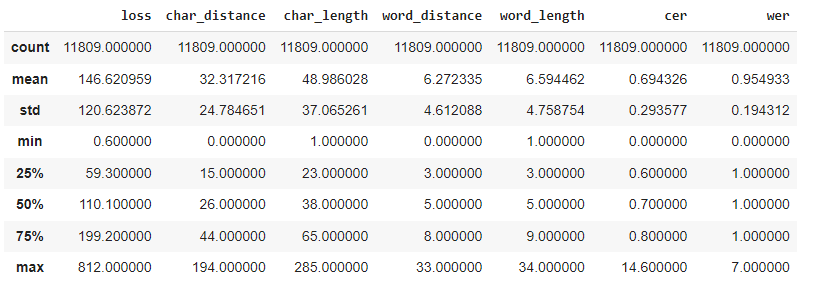 loss char_distance char_length word_distance word_length cer wer
count 11809.000000 11809.000000 11809.000000 11809.000000 11809.000000 11809.000000 11809.000000
mean 146.620959 32.317216 48.986028 6.272335 6.594462 0.694326 0.954933
std 120.623872 24.784651 37.065261 4.612088 4.758754 0.293577 0.194312
min 0.600000 0.000000 1.000000 0.000000 1.000000 0.000000 0.000000
25% 59.300000 15.000000 23.000000 3.000000 3.000000 0.600000 1.000000
50% 110.100000 26.000000 38.000000 5.000000 5.000000 0.700000 1.000000
75% 199.200000 44.000000 65.000000 8.000000 9.000000 0.800000 1.000000
max 812.000000 194.000000 285.000000 33.000000 34.000000 14.600000 7.000000